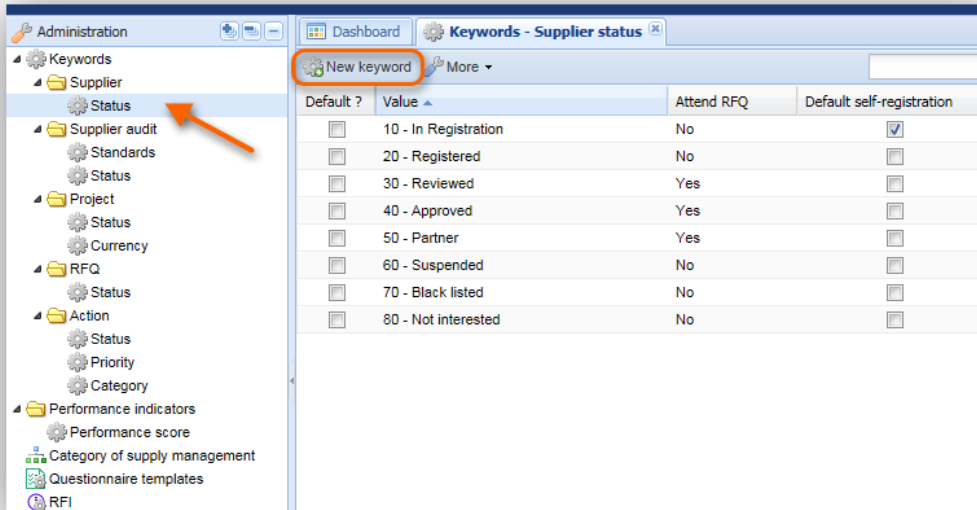 Administration
Keywords
Supplier
Status
Supplier audit
Standards
Status
Project
Status
Currency
RFQ
Status
Action
Status
Priority
Category
Performance indicators
Performance score
Category of supply management
Questionnaire templates
RFI
Dashboard Keywords - Supplier status
New keyword More
Default ? Value Attend RFQ Default self-registration
10 - In Registration No
20 - Registered No
30 - Reviewed Yes
40 - Approved Yes
50 - Partner Yes
60 - Suspended No
70 - Black listed No
80 - Not interested No